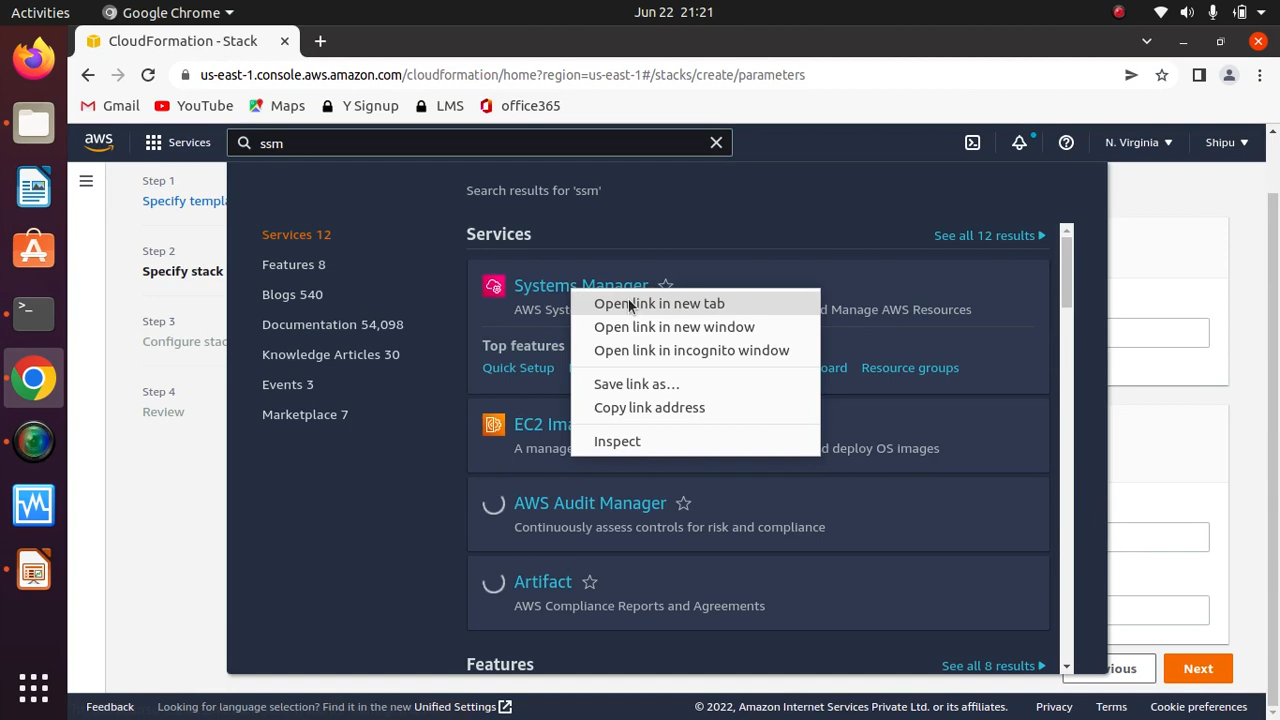 Activities
Google Chrome
Jun 22 21:21
CloudFormation - Stack
us-east-1.console.aws.amazon.com/cloudformation/home?region=us-east-1#/stacks/create/parameters
Gmail
YouTube
Maps
Y Signup
LMS
office365
aws
Services
ssm
N. Virginia
Shipu
Step 1
Specify templ
Step 2
Specify stack
Step 3
Configure stac
Step 4
Review
Search results for 'ssm'
Services 12
Features 8
Blogs 540
Documentation 54,098
Knowledge Articles 30
Events 3
Marketplace 7
Services
See all 12 results
Systems Manager
AWS Syst
d Manage AWS Resources
Top features
Quick Setup
oard
Resource groups
Open link in new tab
Open link in new window
Open link in incognito window
Save link as…
Copy link address
Inspect
EC2 Ima
A manage
d deploy OS images
AWS Audit Manager
Continuously assess controls for risk and compliance
Artifact
AWS Compliance Reports and Agreements
Features
See all 8 results
ious
Next
Feedback
Looking for language selection? Find it in the new Unified Settings
© 2022, Amazon Internet Services Private Ltd. or its affiliates.
Privacy
Terms
Cookie preferences